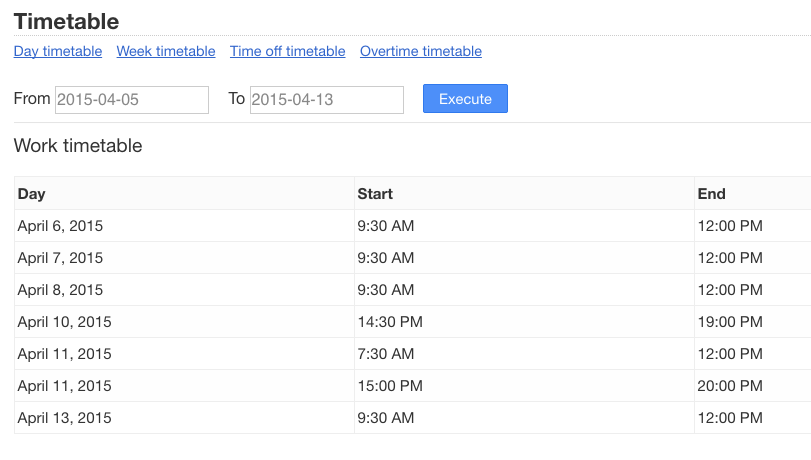 Timetable
Day timetable Week timetable Time off timetable Overtime timetable
From 2015-04-05 To 2015-04-13 Execute
Work timetable
Day Start End
April 6, 2015 9:30 AM 12:00 PM
April 7, 2015 9:30 AM 12:00 PM
April 8, 2015 9:30 AM 12:00 PM
April 10, 2015 14:30 PM 19:00 PM
April 11, 2015 7:30 AM 12:00 PM
April 11, 2015 15:00 PM 20:00 PM
April 13, 2015 9:30 AM 12:00 PM